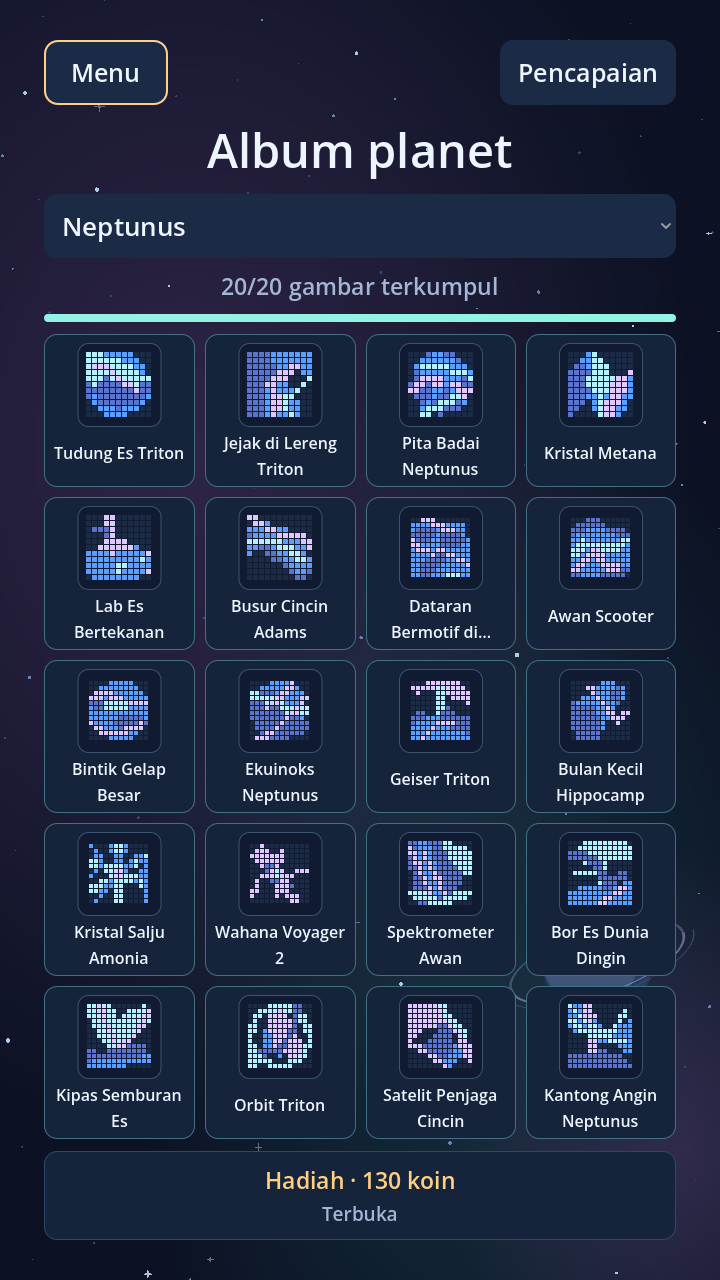 Menu
Pencapaian
Album planet
Neptunus
20/20 gambar terkumpul
Tudung Es Triton
Jejak di Lereng
Triton
Pita Badai
Neptunus
Kristal Metana
Lab Es
Bertekanan
Busur Cincin
Adams
Dataran
Bermotif di...
Awan Scooter
Bintik Gelap
Besar
Ekuinoks
Neptunus
Geiser Triton
Bulan Kecil
Hippocamp
Kristal Salju
Amonia
Wahana Voyager
2
Spektrometer
Awan
Bor Es Dunia
Dingin
Kipas Semburan
Es
Orbit Triton
Satelit Penjaga
Cincin
Kantong Angin
Neptunus
Hadiah · 130 koin
Terbuka